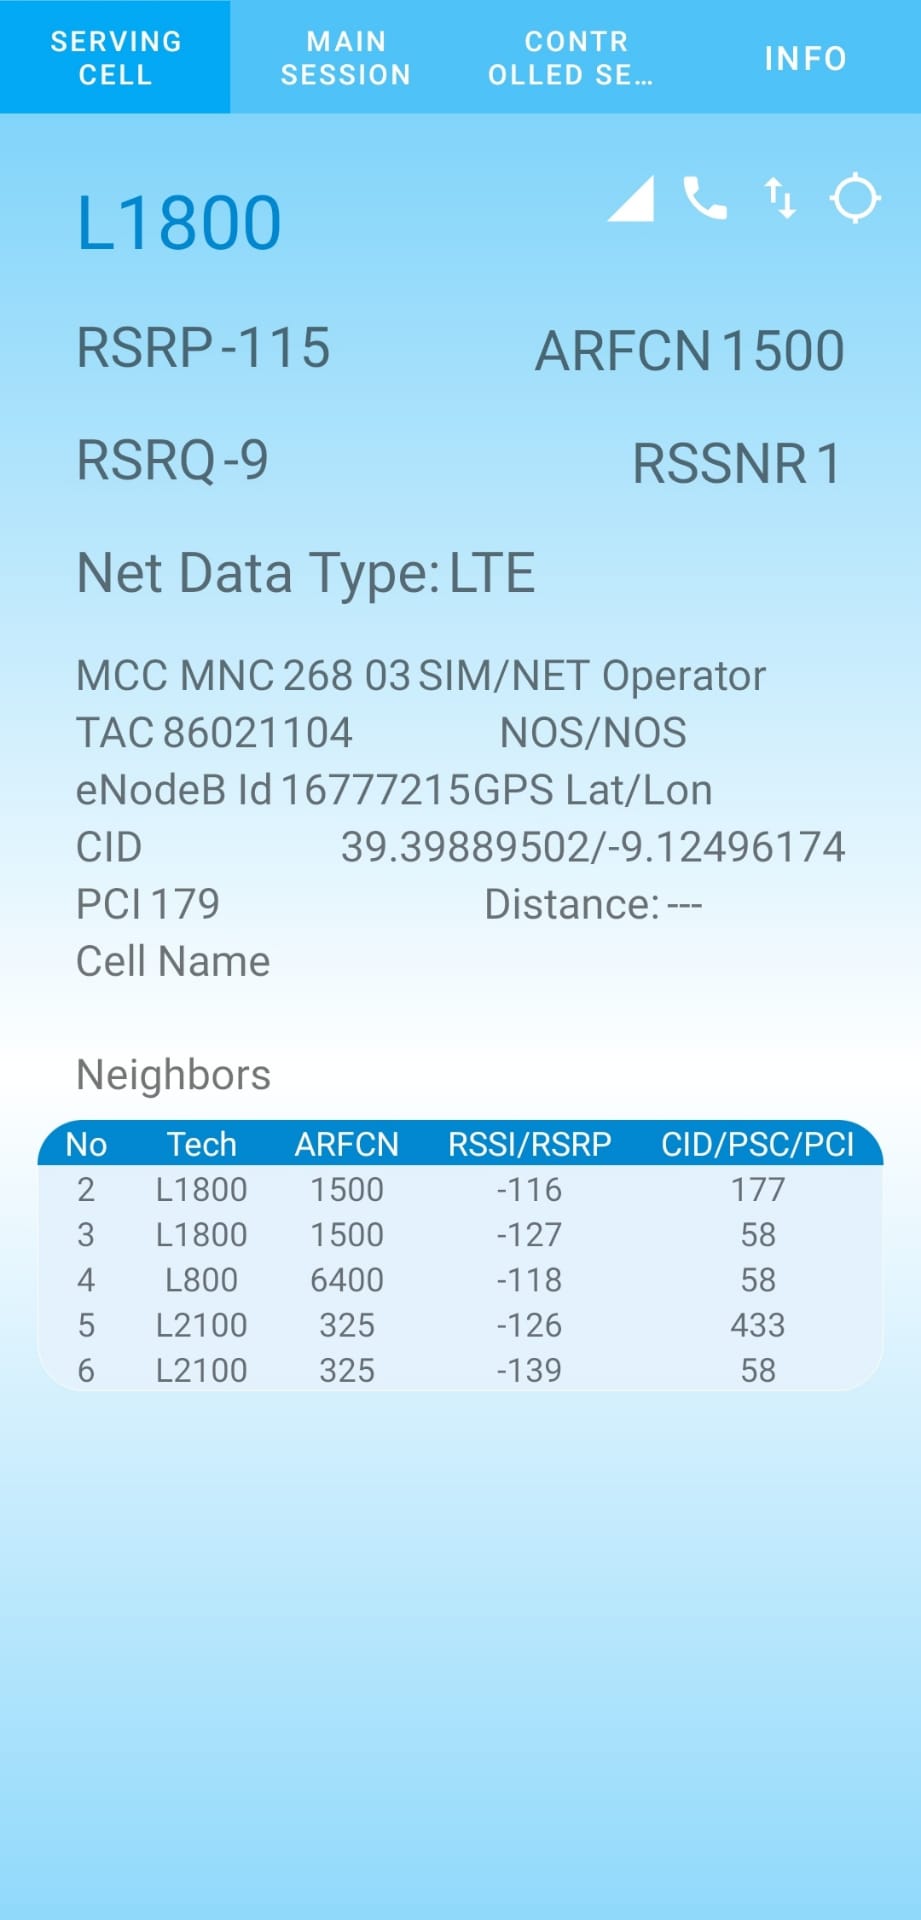 SERVING CELL
MAIN SESSION
CONTR OLLED SE...
INFO
L1800
RSRP -115 ARFCN 1500
RSRQ -9 RSSNR 1
Net Data Type: LTE
MCC MNC 268 03 SIM/NET Operator
TAC 86021104 NOS/NOS
eNodeB Id 16777215 GPS Lat/Lon
CID 39.39889502/-9.12496174
PCI 179 Distance: ---
Cell Name
Neighbors
No Tech ARFCN RSSI/RSRP CID/PSC/PCI
2 L1800 1500 -116 177
3 L1800 1500 -127 58
4 L800 6400 -118 58
5 L2100 325 -126 433
6 L2100 325 -139 58